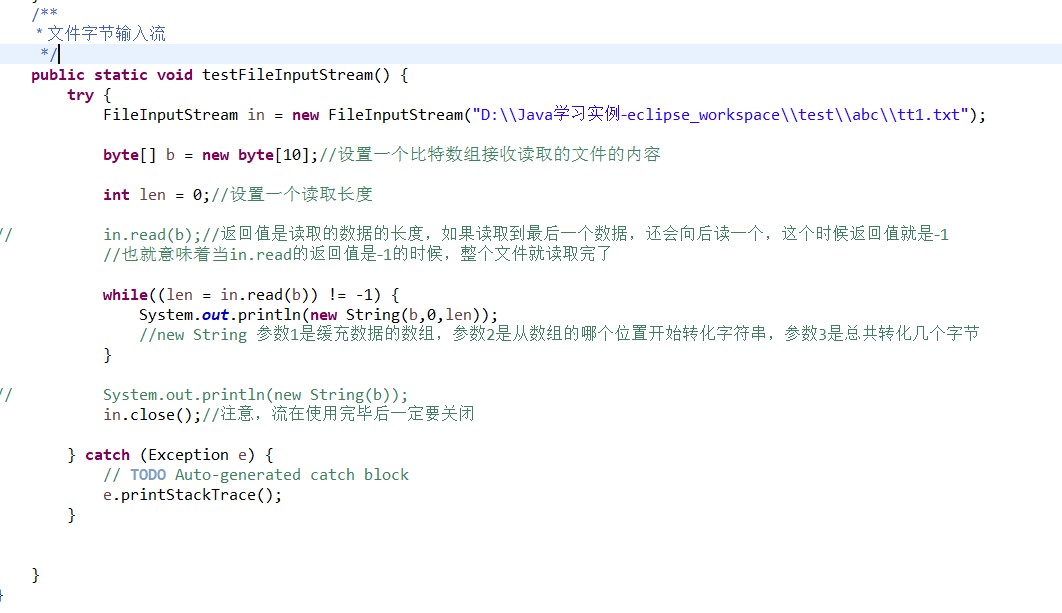 /**
* 文件字节输入流
*/
public static void testFileInputStream() {
try {
FileInputStream in = new FileInputStream("D:\\Java学习实例-eclipse_workspace\\test\\abc\\tt1.txt");
byte[] b = new byte[10];//设置一个比特数组接收读取的文件的内容
int len = 0;//设置一个读取长度
// in.read(b);//返回值是读取的数据的长度，如果读取到最后一个数据，还会向后读一个，这个时候返回值就是-1
//也就意味着当in.read的返回值是-1的时候，整个文件就读取完了
while((len = in.read(b)) != -1) {
System.out.println(new String(b,0,len));
//new String 参数1是缓充数据的数组，参数2是从数组的哪个位置开始转化字符串，参数3是总共转化几个字节
}
// System.out.println(new String(b));
in.close();//注意，流在使用完毕后一定要关闭
} catch (Exception e) {
// TODO Auto-generated catch block
e.printStackTrace();
}
}
}